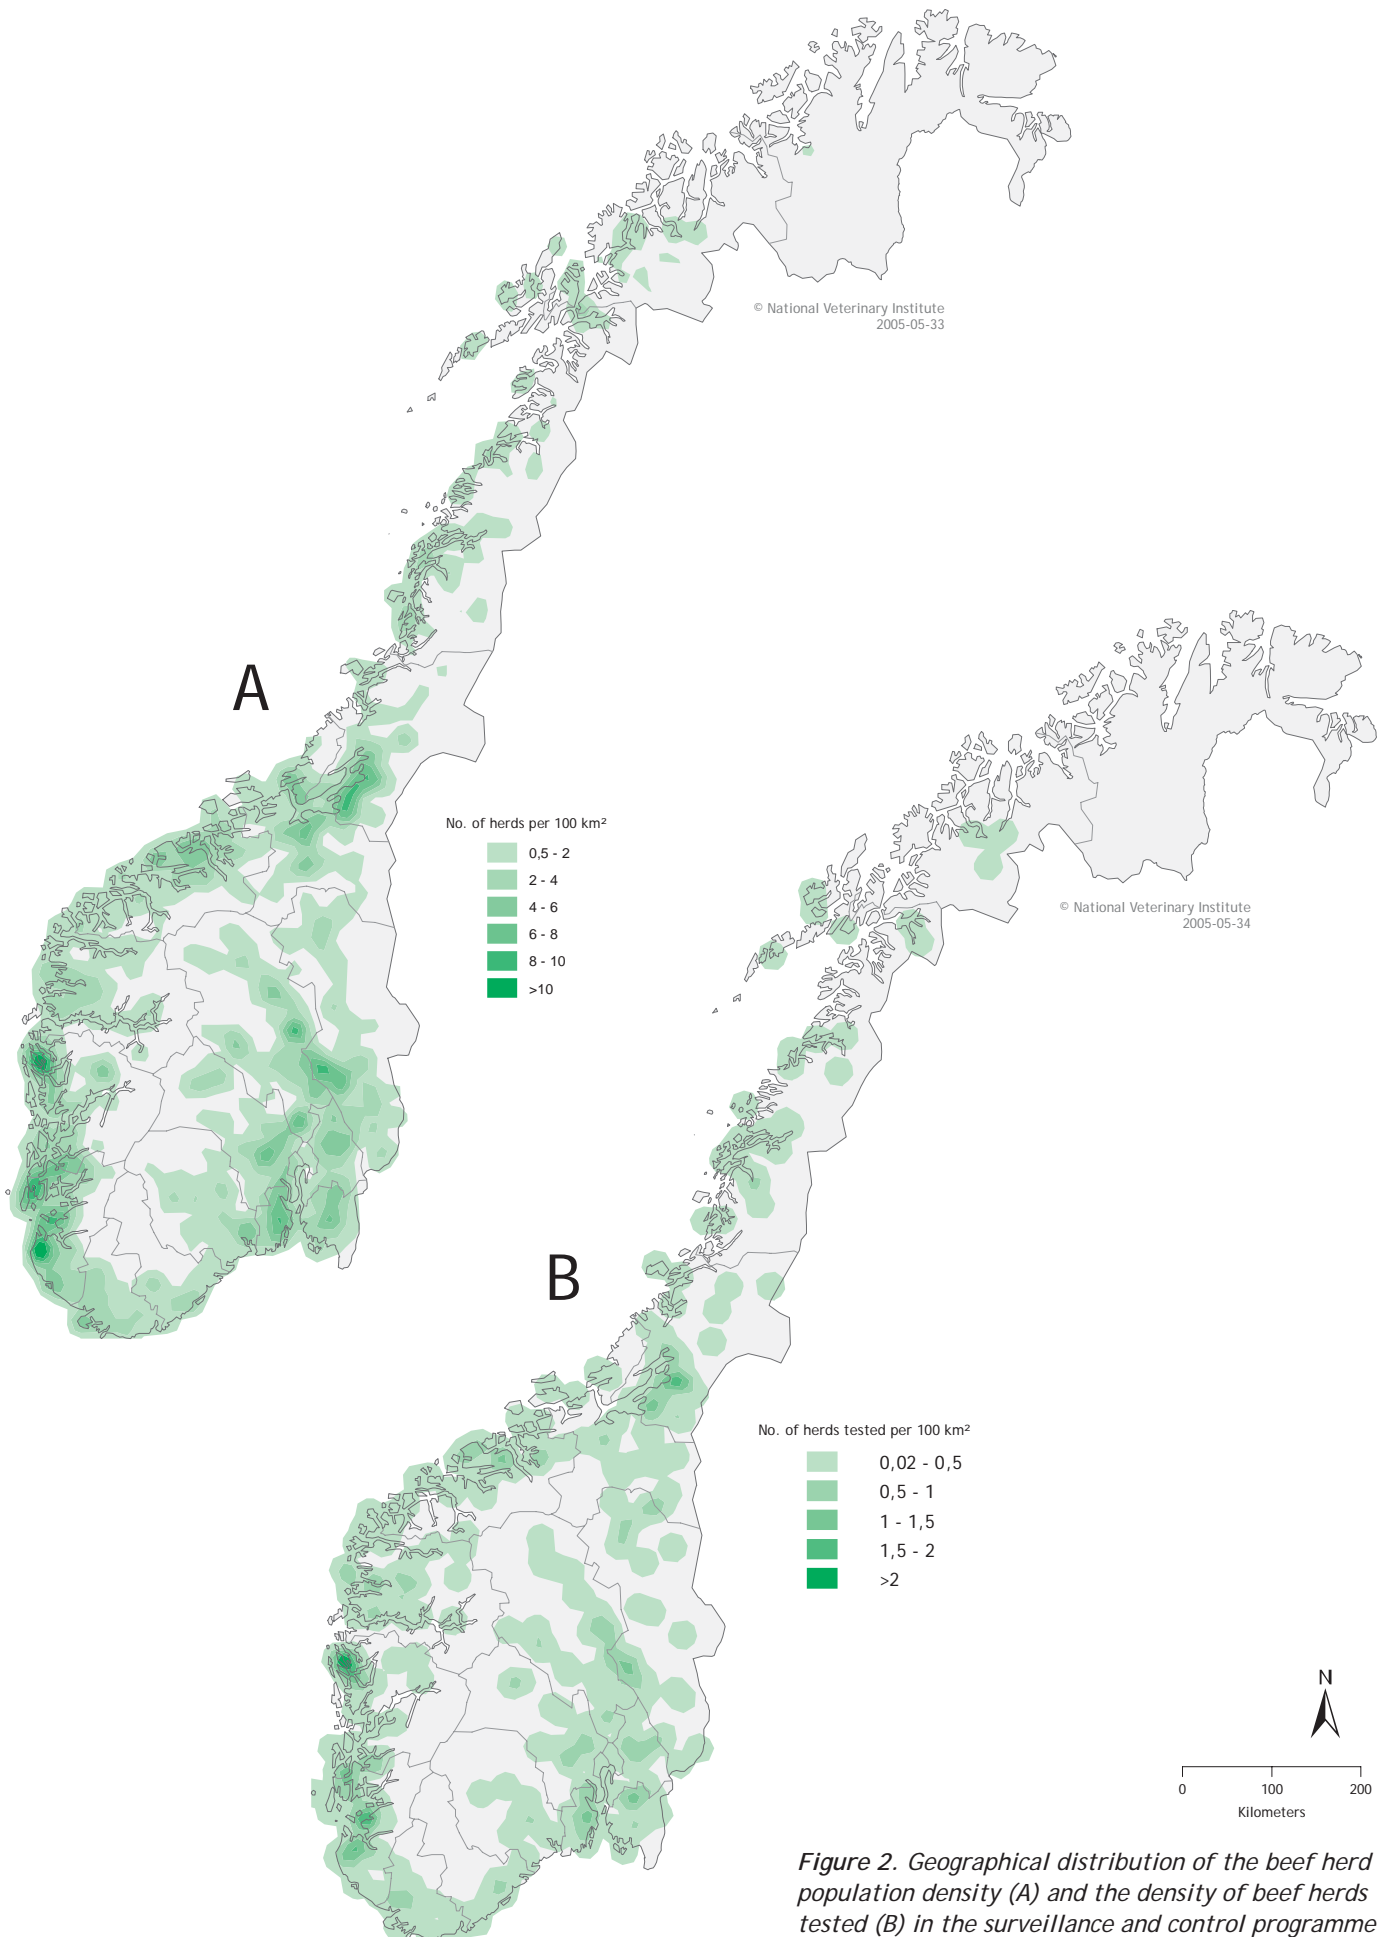 © National Veterinary Institute
2005-05-33
A
No. of herds per 100 km²
0,5 - 2
2 - 4
4 - 6
6 - 8
8 - 10
>10
© National Veterinary Institute
2005-05-34
B
No. of herds tested per 100 km²
0,02 - 0,5
0,5 - 1
1 - 1,5
1,5 - 2
>2
N
0 100 200
Kilometers
Figure 2. Geographical distribution of the beef herd
population density (A) and the density of beef herds
tested (B) in the surveillance and control programme